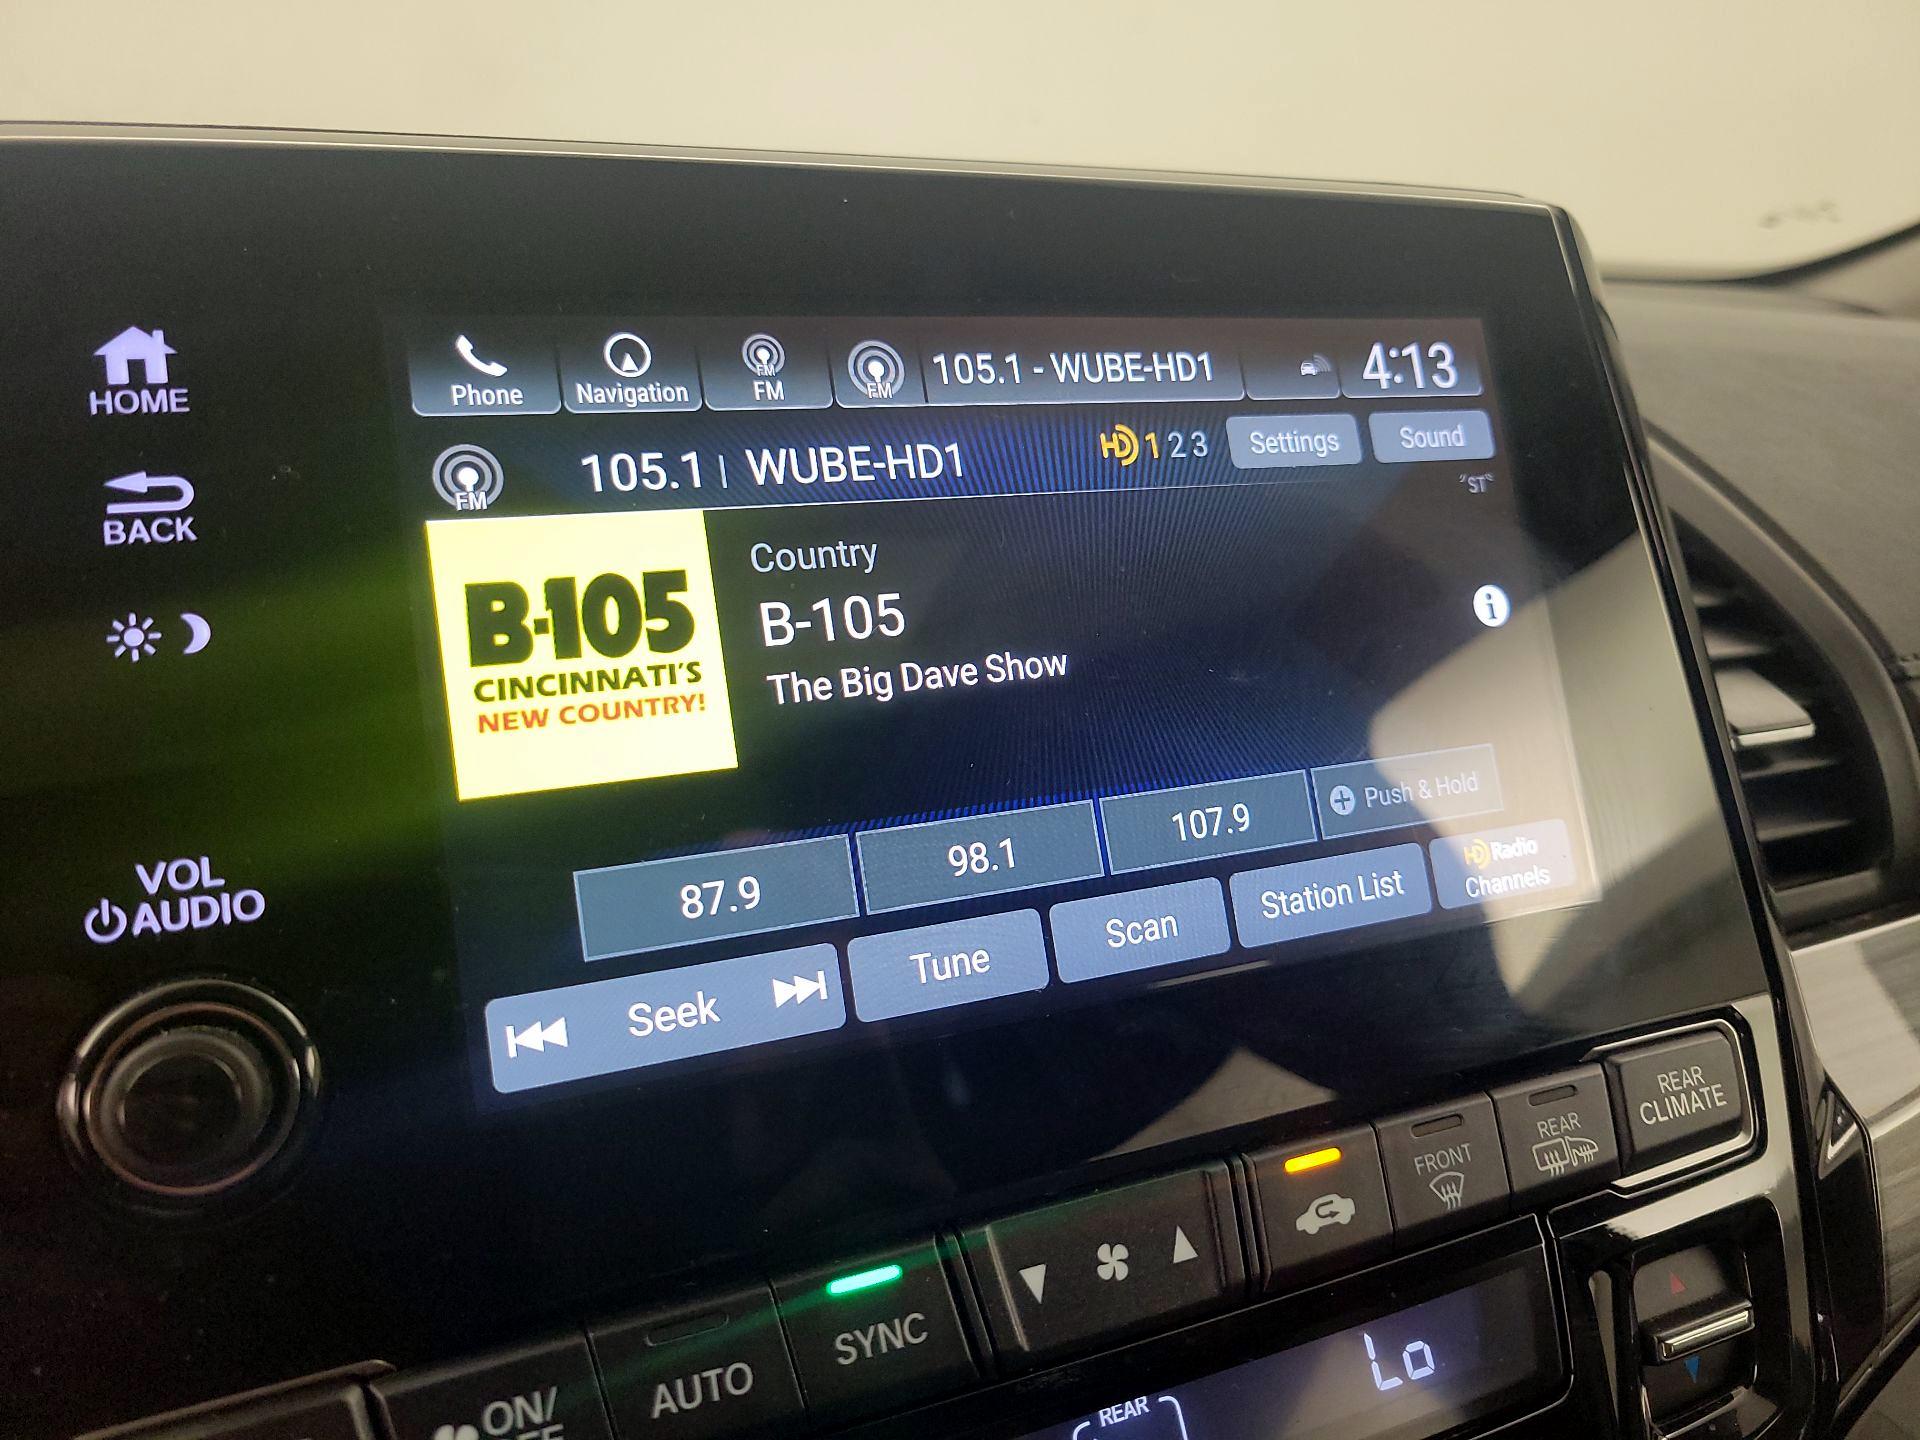 HOME
BACK
VOL
AUDIO
Phone
Navigation
FM
FM
FM
105.1 - WUBE-HD1
4:13
FM
105.1 | WUBE-HD1
HD 1 2 3
Settings
Sound
"ST"
B-105
CINCINNATI'S
NEW COUNTRY!
Country
B-105
The Big Dave Show
i
87.9
98.1
107.9
+ Push & Hold
Seek
Tune
Scan
Station List
HD Radio
Channels
ON/
OFF
AUTO
SYNC
FRONT
REAR
REAR
CLIMATE
REAR
Lo